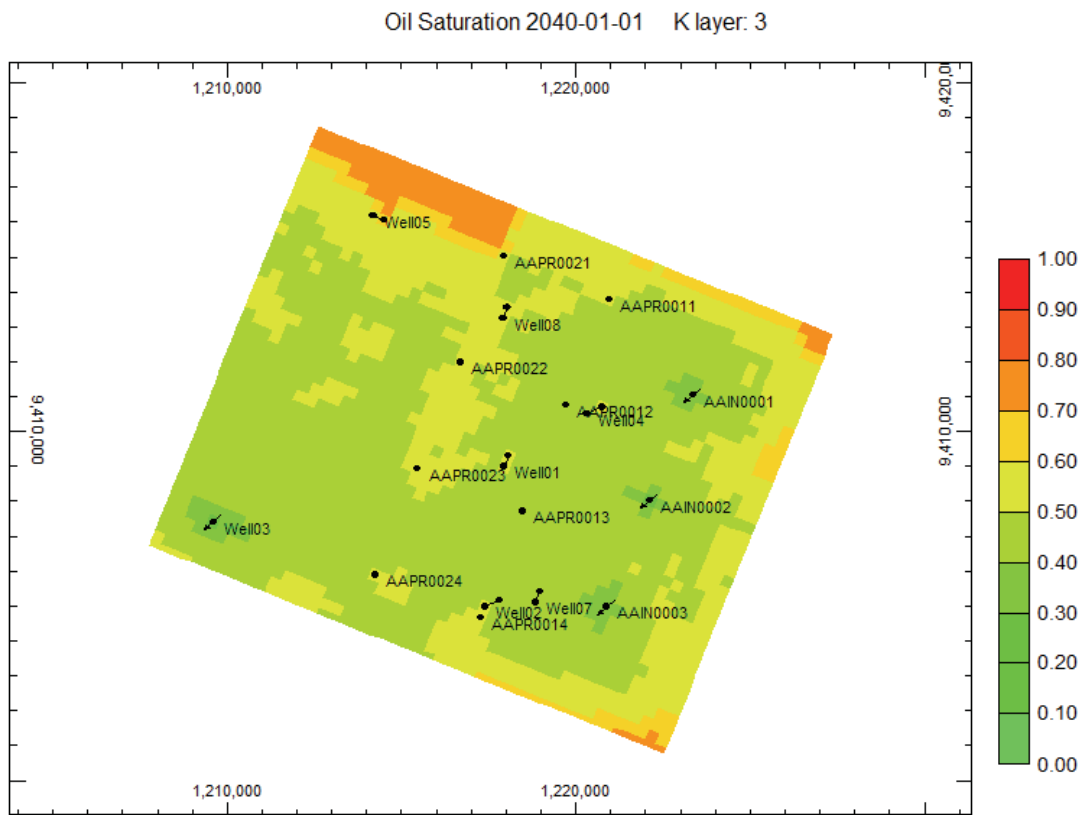 Oil Saturation 2040-01-01 K layer: 3
1,210,000
1,220,000
9,420,000
Well05
AAPR0021
AAPR0011
Well08
AAPR0022
AAIN0001
AAPR0012
Well04
9,410,000
9,410,000
AAPR0023
Well01
AAIN0002
AAPR0013
Well03
AAPR0024
Well02
Well07
AAIN0003
AAPR0014
1,210,000
1,220,000
1.00
0.90
0.80
0.70
0.60
0.50
0.40
0.30
0.20
0.10
0.00